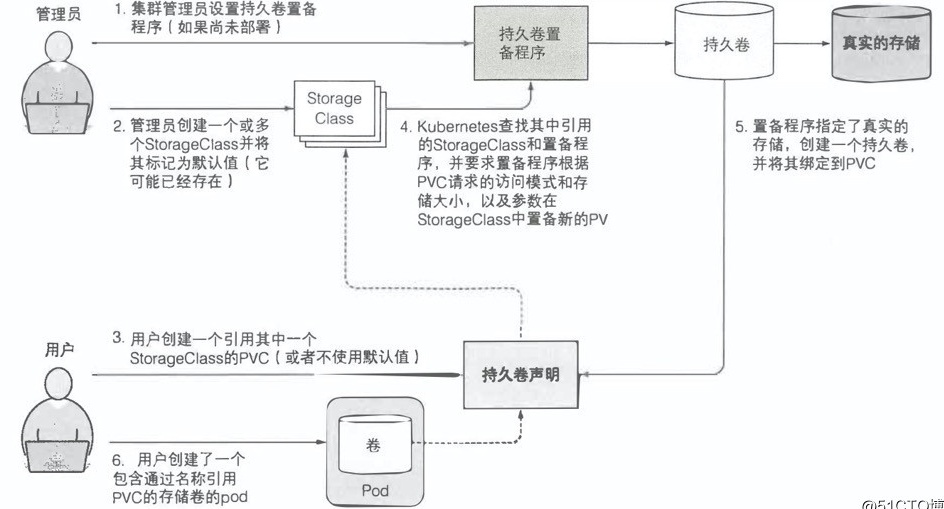 管理员
1. 集群管理员设置持久卷置备
程序（如果尚未部署）
持久卷置
备程序
持久卷
真实的存储
Storage
Class
2. 管理员创建一个或多
个StorageClass并将
其标记为默认值（它
可能已经存在）
4. Kubernetes查找其中引用
的StorageClass和置备程
序，并要求置备程序根据
PVC请求的访问模式和存
储大小，以及参数在
StorageClass中置备新的PV
5. 置备程序指定了真实的
存储，创建一个持久卷，
并将其绑定到PVC
用户
3. 用户创建一个引用其中一个
StorageClass的PVC（或者不使用默认值）
持久卷声明
卷
Pod
6. 用户创建了一个
包含通过名称引用
PVC的存储卷的pod
@51CTO博